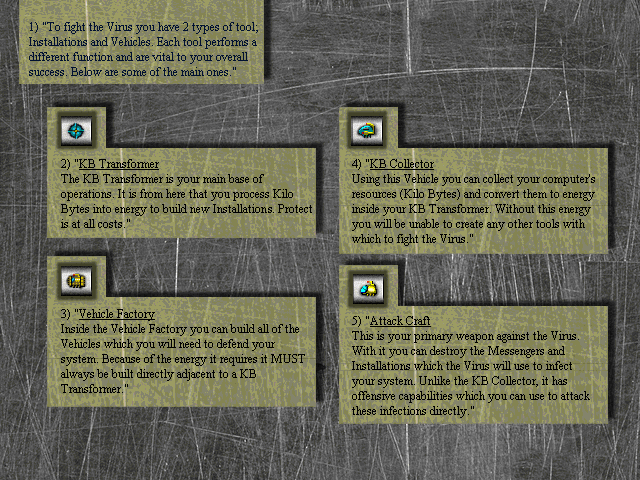 1) "To fight the Virus you have 2 types of tool;
Installations and Vehicles. Each tool performs a
different function and are vital to your overall
success. Below are some of the main ones."
2) "KB Transformer
The KB Transformer is your main base of
operations. It is from here that you process Kilo
Bytes into energy to build new Installations. Protect
is at all costs."
3) "Vehicle Factory
Inside the Vehicle Factory you can build all of the
Vehicles which you will need to defend your
system. Because of the energy it requires it MUST
always be built directly adjacent to a KB
Transformer."
4) "KB Collector
Using this Vehicle you can collect your computer's
resources (Kilo Bytes) and convert them to energy
inside your KB Transformer. Without this energy
you will be unable to create any other tools with
which to fight the Virus."
5) "Attack Craft
This is your primary weapon against the Virus.
With it you can destroy the Messengers and
Installations which the Virus will use to infect
your system. Unlike the KB Collector, it has
offensive capabilities which you can use to attack
these infections directly."